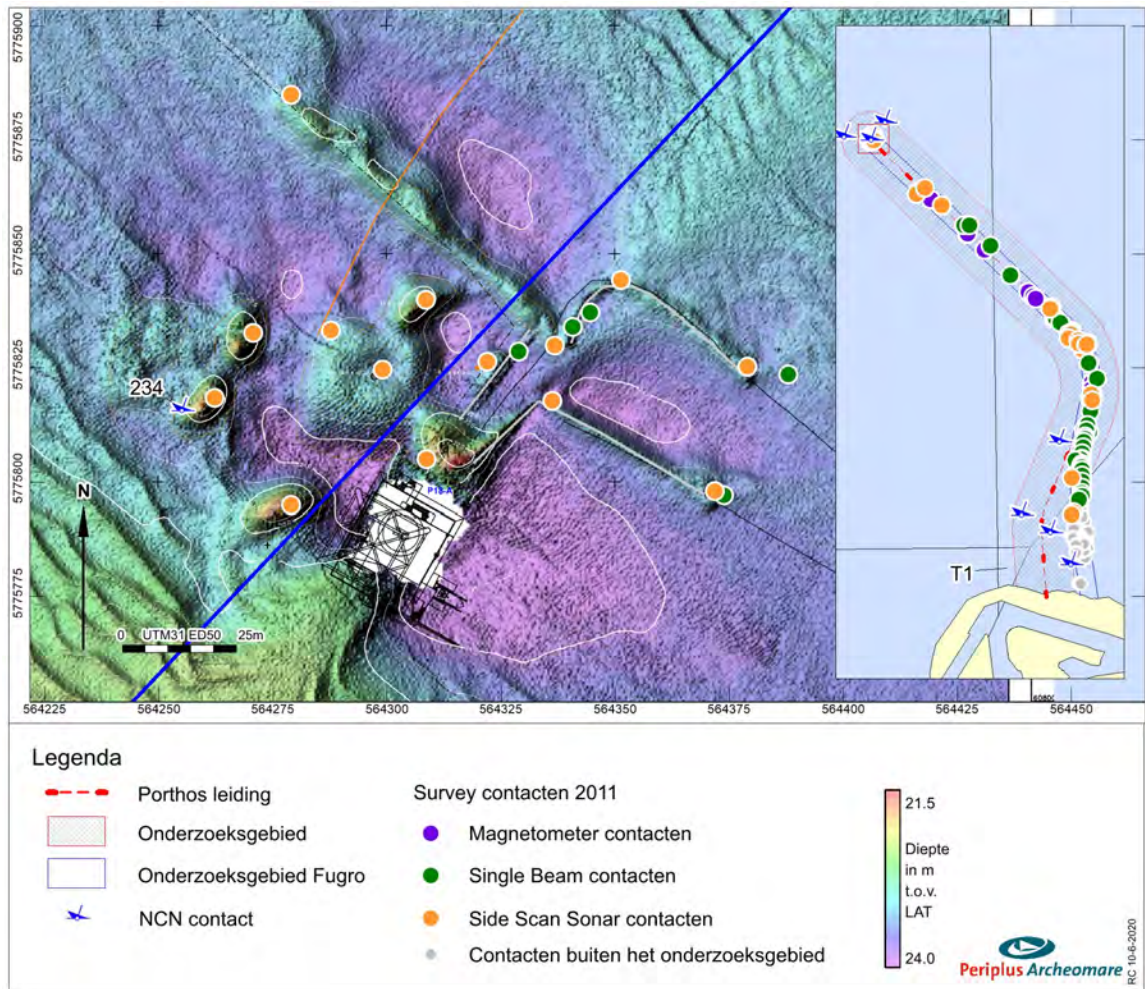 5775900
5775875
5775850
5775825
5775800
5775775
234
P18-A
N
0 UTM31 ED50 25m
T1
564225
564250
564275
564300
564325
564350
564375
564400
564425
564450
Legenda
Porthos leiding
Onderzoeksgebied
Onderzoeksgebied Fugro
NCN contact
Survey contacten 2011
Magnetometer contacten
Single Beam contacten
Side Scan Sonar contacten
Contacten buiten het onderzoeksgebied
21.5
Diepte
in m
t.o.v.
LAT
24.0
Periplus Archeomare
RC 10-6-2020